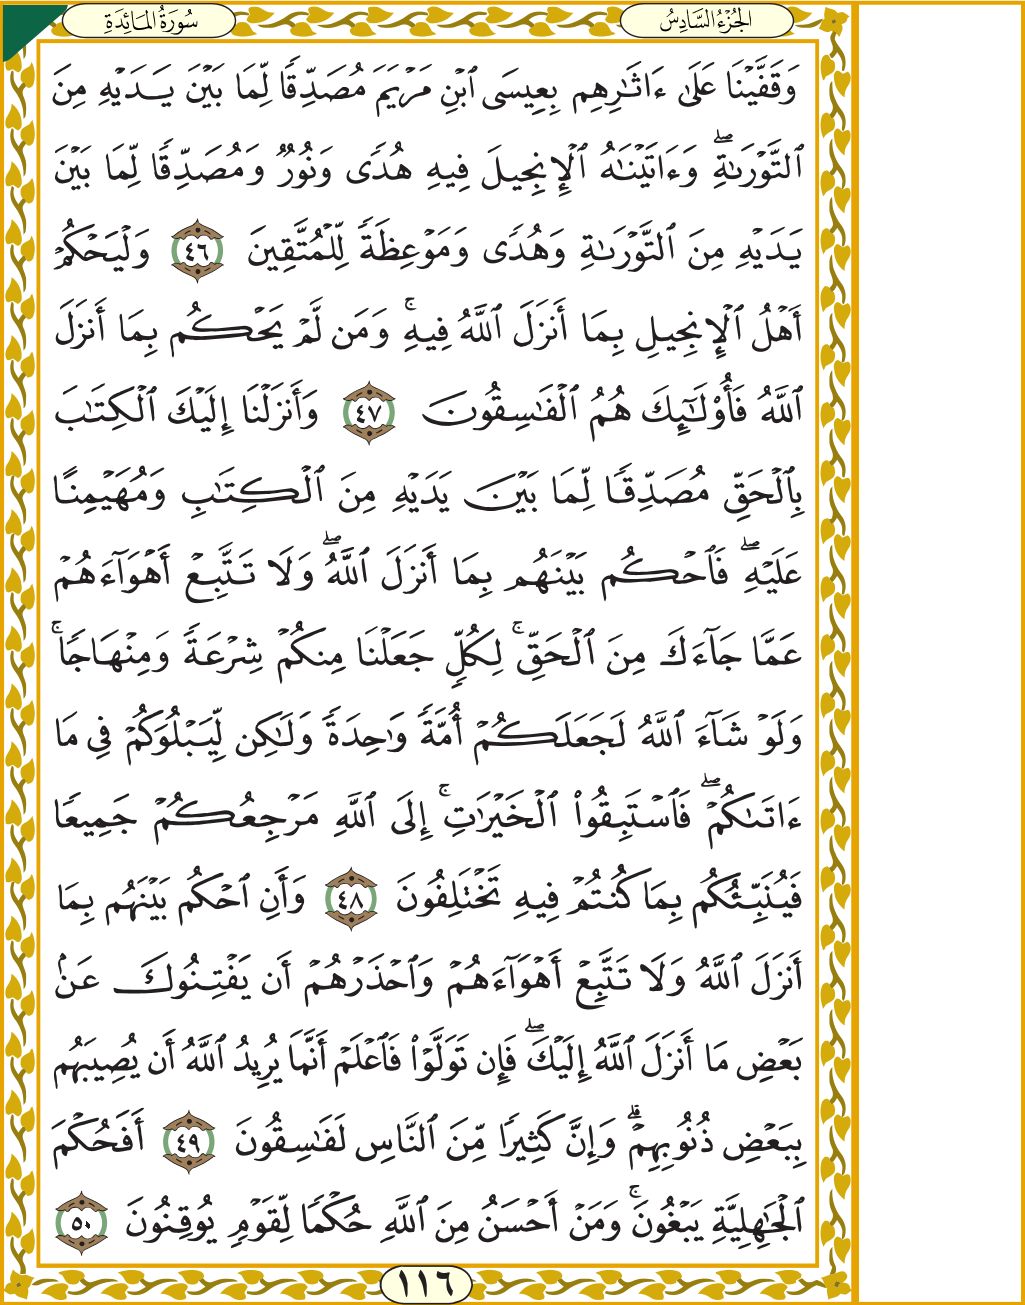 الجُزْءُ السَّادِسُ
سُورَةُ المَائِدَةِ
وَقَفَّيْنَا عَلَىٰٓ ءَاثَٰرِهِم بِعِيسَى ٱبْنِ مَرْيَمَ مُصَدِّقًا لِّمَا بَيْنَ يَدَيْهِ مِنَ
ٱلتَّوْرَىٰةِۖ وَءَاتَيْنَٰهُ ٱلْإِنجِيلَ فِيهِ هُدًى وَنُورٌ وَمُصَدِّقًا لِّمَا بَيْنَ
يَدَيْهِ مِنَ ٱلتَّوْرَىٰةِ وَهُدًى وَمَوْعِظَةً لِّلْمُتَّقِينَ ٤٦ وَلْيَحْكُمْ
أَهْلُ ٱلْإِنجِيلِ بِمَآ أَنزَلَ ٱللَّهُ فِيهِۚ وَمَن لَّمْ يَحْكُم بِمَآ أَنزَلَ
ٱللَّهُ فَأُو۟لَٰٓئِكَ هُمُ ٱلْفَٰسِقُونَ ٤٧ وَأَنزَلْنَآ إِلَيْكَ ٱلْكِتَٰبَ
بِٱلْحَقِّ مُصَدِّقًا لِّمَا بَيْنَ يَدَيْهِ مِنَ ٱلْكِتَٰبِ وَمُهَيْمِنًا
عَلَيْهِۖ فَٱحْكُم بَيْنَهُم بِمَآ أَنزَلَ ٱللَّهُۖ وَلَا تَتَّبِعْ أَهْوَآءَهُمْ
عَمَّا جَآءَكَ مِنَ ٱلْحَقِّۚ لِكُلٍّ جَعَلْنَا مِنكُمْ شِرْعَةً وَمِنْهَاجًاۚ
وَلَوْ شَآءَ ٱللَّهُ لَجَعَلَكُمْ أُمَّةً وَٰحِدَةً وَلَٰكِن لِّيَبْلُوَكُمْ فِى مَآ
ءَاتَىٰكُمْۖ فَٱسْتَبِقُوا۟ ٱلْخَيْرَٰتِۚ إِلَى ٱللَّهِ مَرْجِعُكُمْ جَمِيعًا
فَيُنَبِّئُكُم بِمَا كُنتُمْ فِيهِ تَخْتَلِفُونَ ٤٨ وَأَنِ ٱحْكُم بَيْنَهُم بِمَآ
أَنزَلَ ٱللَّهُ وَلَا تَتَّبِعْ أَهْوَآءَهُمْ وَٱحْذَرْهُمْ أَن يَفْتِنُوكَ عَنۢ
بَعْضِ مَآ أَنزَلَ ٱللَّهُ إِلَيْكَۖ فَإِن تَوَلَّوْا۟ فَٱعْلَمْ أَنَّمَا يُرِيدُ ٱللَّهُ أَن يُصِيبَهُم
بِبَعْضِ ذُنُوبِهِمْۗ وَإِنَّ كَثِيرًا مِّنَ ٱلنَّاسِ لَفَٰسِقُونَ ٤٩ أَفَحُكْمَ
ٱلْجَٰهِلِيَّةِ يَبْغُونَۚ وَمَنْ أَحْسَنُ مِنَ ٱللَّهِ حُكْمًا لِّقَوْمٍ يُوقِنُونَ ٥٠
١١٦